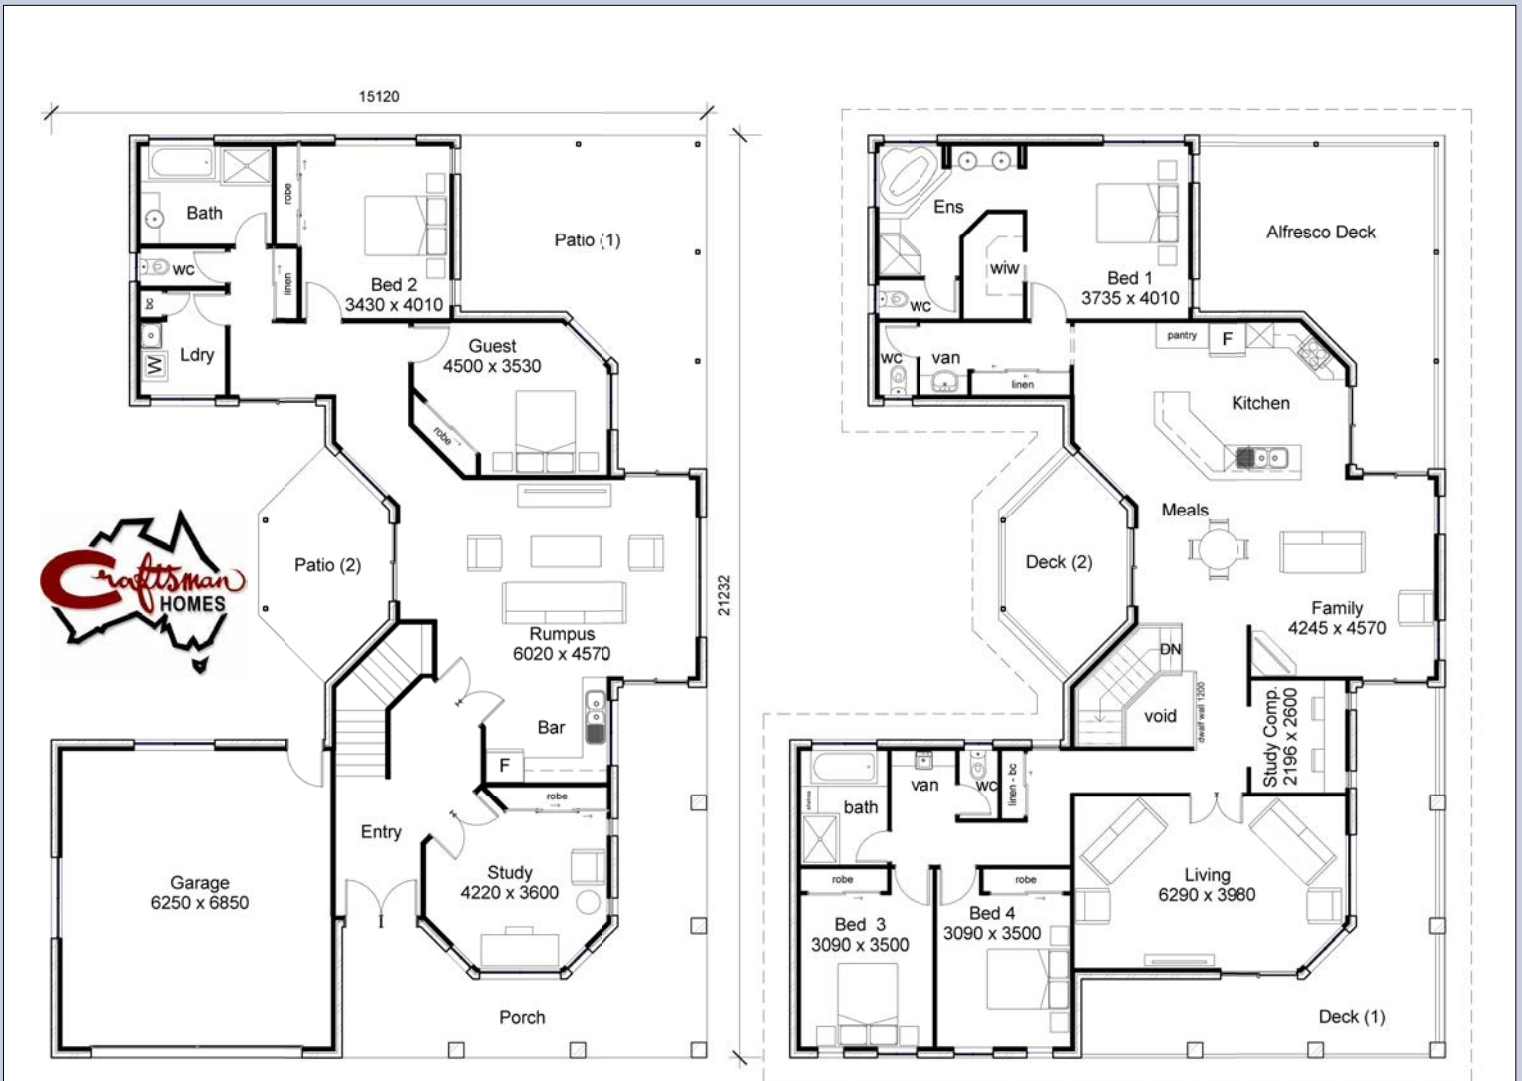 15120
21232
Bath
robe
Bed 2
3430 x 4010
Patio (1)
wc
linen
bc
Ldry
W
Guest
4500 x 3530
robe
Craftsman
HOMES
Patio (2)
Rumpus
6020 x 4570
Bar
F
robe
Entry
Study
4220 x 3600
Garage
6250 x 6850
Porch
Ens
wiw
Bed 1
3735 x 4010
Alfresco Deck
wc
wc
van
linen
pantry
F
Kitchen
Meals
Deck (2)
Family
4245 x 4570
DN
void
dwarf wall 1200
Study Comp.
2196 x 2600
bath
shelves
van
wc
linen - bc
robe
robe
Bed 3
3090 x 3500
Bed 4
3090 x 3500
Living
6290 x 3980
Deck (1)